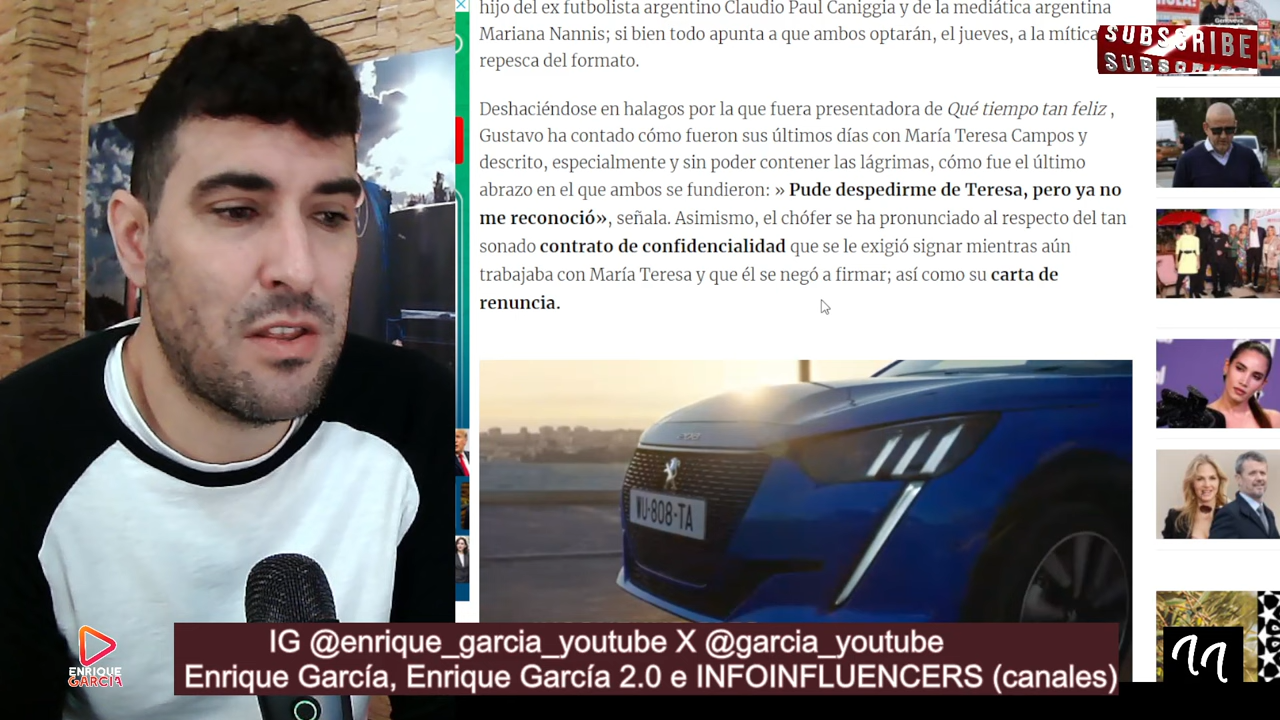 hijo del ex futbolista argentino Claudio Paul Caniggia y de la mediática argentina
Mariana Nannis; si bien todo apunta a que ambos optarán, el jueves, a la mítica
repesca del formato.
SUBSCRIBE
Deshaciéndose en halagos por la que fuera presentadora de Qué tiempo tan feliz ,
Gustavo ha contado cómo fueron sus últimos días con María Teresa Campos y
descrito, especialmente y sin poder contener las lágrimas, cómo fue el último
abrazo en el que ambos se fundieron: » Pude despedirme de Teresa, pero ya no
me reconoció», señala. Asimismo, el chófer se ha pronunciado al respecto del tan
sonado contrato de confidencialidad que se le exigió signar mientras aún
trabajaba con María Teresa y que él se negó a firmar; así como su carta de
renuncia.
WU-808-TA
IG @enrique_garcia_youtube X @garcia_youtube
Enrique García, Enrique García 2.0 e INFONFLUENCERS (canales)
ENRIQUE
GARCÍA